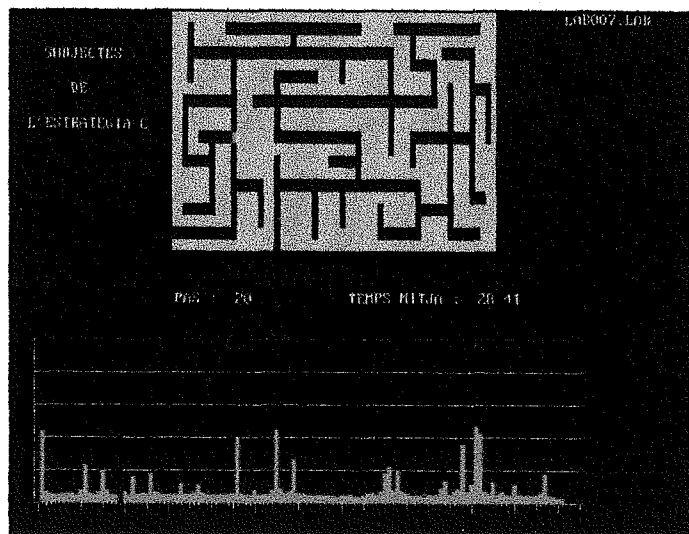 LAB007.LAB
SUBJECTES
DE
L'ESTRATEGIA C
PAS : 20 TEMPS MITJA : 28 41